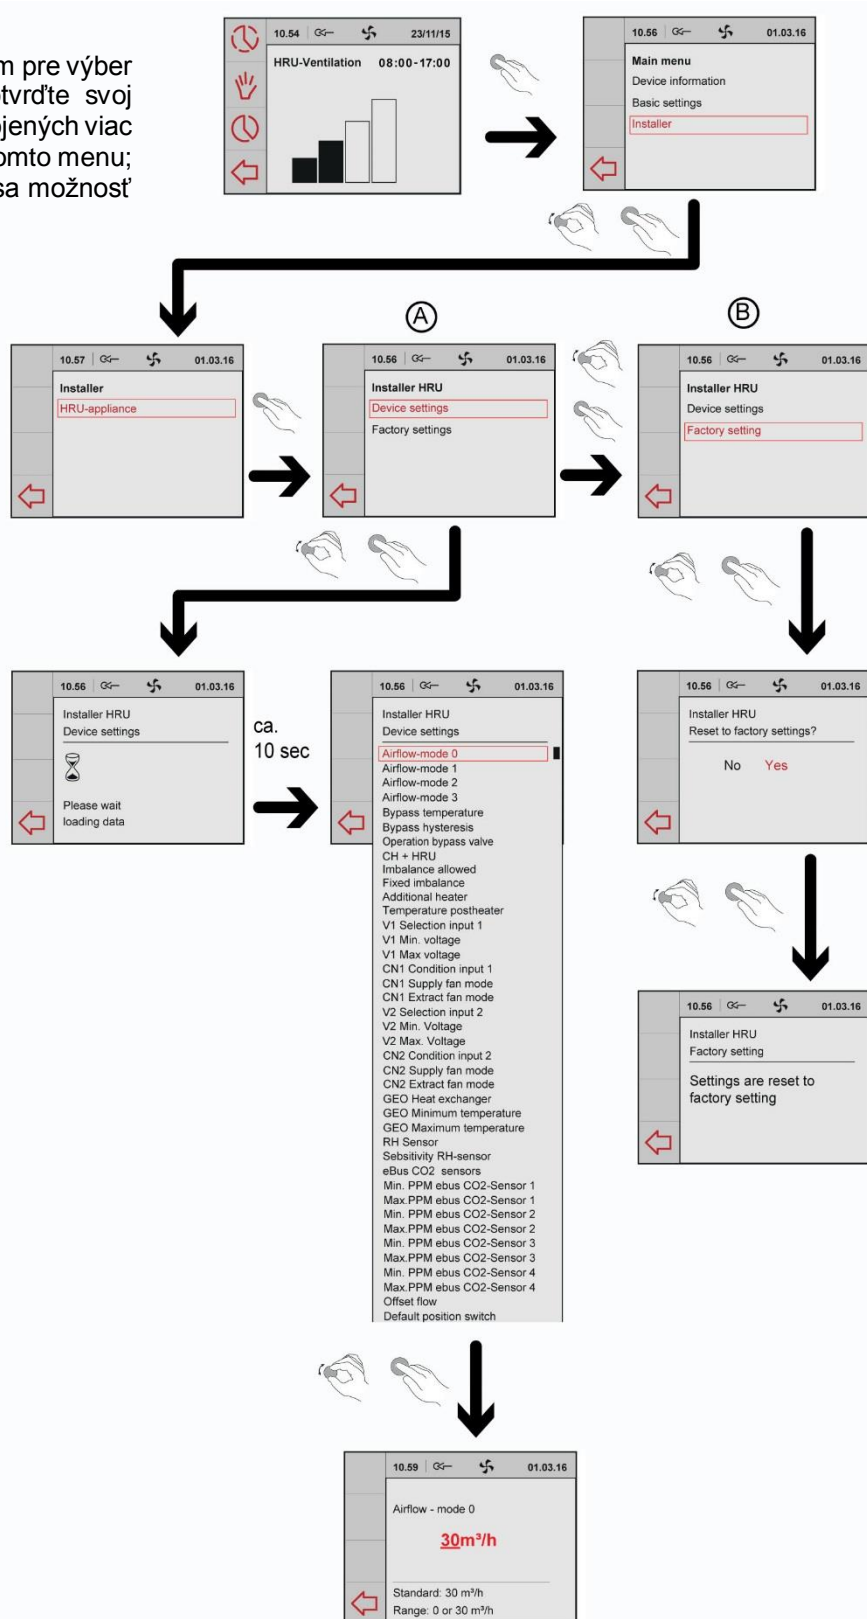 m pre výber
tvrďte svoj
ojených viac
omto menu;
sa možnosť
10.54 23/11/15
HRU-Ventilation 08:00-17:00
10.56 01.03.16
Main menu
Device information
Basic settings
Installer
A
B
10.57 01.03.16
Installer
HRU-appliance
10.56 01.03.16
Installer HRU
Device settings
Factory settings
10.56 01.03.16
Installer HRU
Device settings
Factory setting
10.56 01.03.16
Installer HRU
Device settings
Please wait
loading data
ca.
10 sec
10.56 01.03.16
Installer HRU
Device settings
Airflow-mode 0
Airflow-mode 1
Airflow-mode 2
Airflow-mode 3
Bypass temperature
Bypass hysteresis
Operation bypass valve
CH + HRU
Imbalance allowed
Fixed imbalance
Additional heater
Temperature postheater
V1 Selection input 1
V1 Min. voltage
V1 Max voltage
CN1 Condition input 1
CN1 Supply fan mode
CN1 Extract fan mode
V2 Selection input 2
V2 Min. Voltage
V2 Max. Voltage
CN2 Condition input 2
CN2 Supply fan mode
CN2 Extract fan mode
GEO Heat exchanger
GEO Minimum temperature
GEO Maximum temperature
RH Sensor
Sebsitivity RH-sensor
eBus CO2 sensors
Min. PPM ebus CO2-Sensor 1
Max.PPM ebus CO2-Sensor 1
Min. PPM ebus CO2-Sensor 2
Max.PPM ebus CO2-Sensor 2
Min. PPM ebus CO2-Sensor 3
Max.PPM ebus CO2-Sensor 3
Min. PPM ebus CO2-Sensor 4
Max.PPM ebus CO2-Sensor 4
Offset flow
Default position switch
10.56 01.03.16
Installer HRU
Reset to factory settings?
No Yes
10.56 01.03.16
Installer HRU
Factory setting
Settings are reset to
factory setting
10.59 01.03.16
Airflow - mode 0
30m³/h
Standard: 30 m³/h
Range: 0 or 30 m³/h